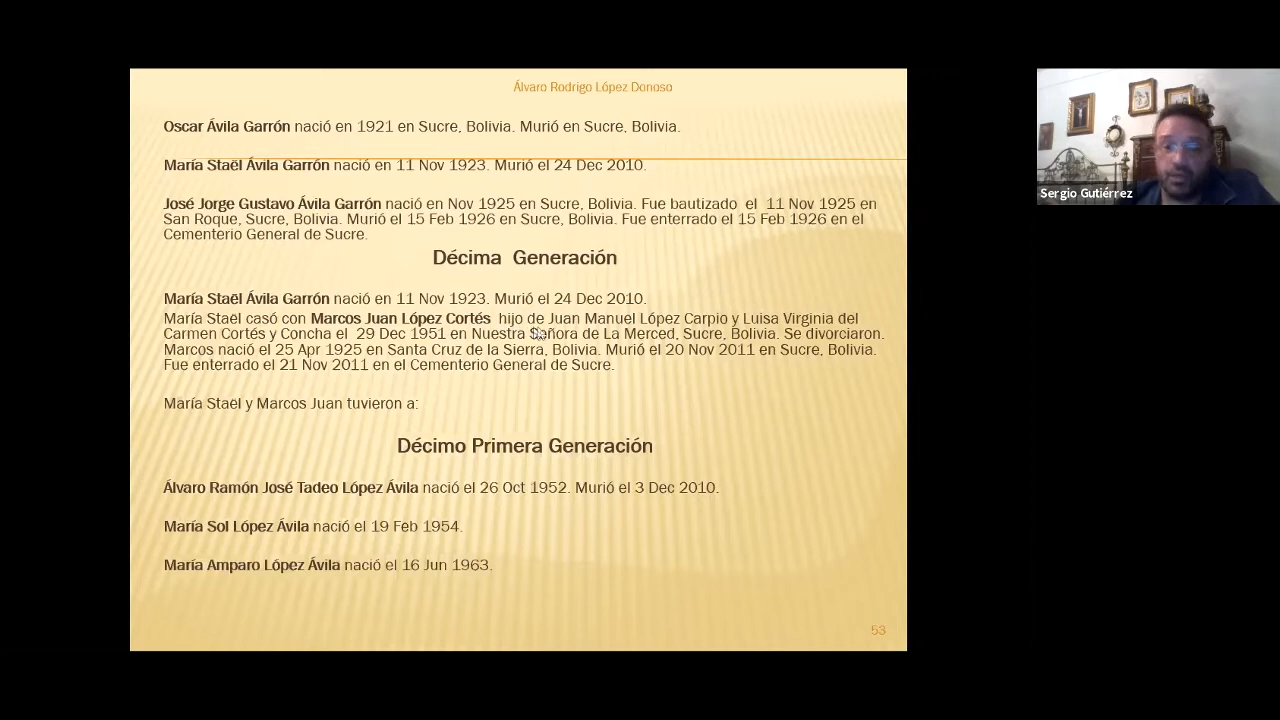 Álvaro Rodrigo López Donoso
Oscar Ávila Garrón nació en 1921 en Sucre, Bolivia. Murió en Sucre, Bolivia.
María Staël Ávila Garrón nació en 11 Nov 1923. Murió el 24 Dec 2010.
José Jorge Gustavo Ávila Garrón nació en Nov 1925 en Sucre, Bolivia. Fue bautizado el 11 Nov 1925 en
San Roque, Sucre, Bolivia. Murió el 15 Feb 1926 en Sucre, Bolivia. Fue enterrado el 15 Feb 1926 en el
Cementerio General de Sucre.
Décima Generación
María Staël Ávila Garrón nació en 11 Nov 1923. Murió el 24 Dec 2010.
María Staël casó con Marcos Juan López Cortés hijo de Juan Manuel López Carpio y Luisa Virginia del
Carmen Cortés y Concha el 29 Dec 1951 en Nuestra Señora de La Merced, Sucre, Bolivia. Se divorciaron.
Marcos nació el 25 Apr 1925 en Santa Cruz de la Sierra, Bolivia. Murió el 20 Nov 2011 en Sucre, Bolivia.
Fue enterrado el 21 Nov 2011 en el Cementerio General de Sucre.
María Staël y Marcos Juan tuvieron a:
Décimo Primera Generación
Álvaro Ramón José Tadeo López Ávila nació el 26 Oct 1952. Murió el 3 Dec 2010.
María Sol López Ávila nació el 19 Feb 1954.
María Amparo López Ávila nació el 16 Jun 1963.
53
Sergio Gutiérrez